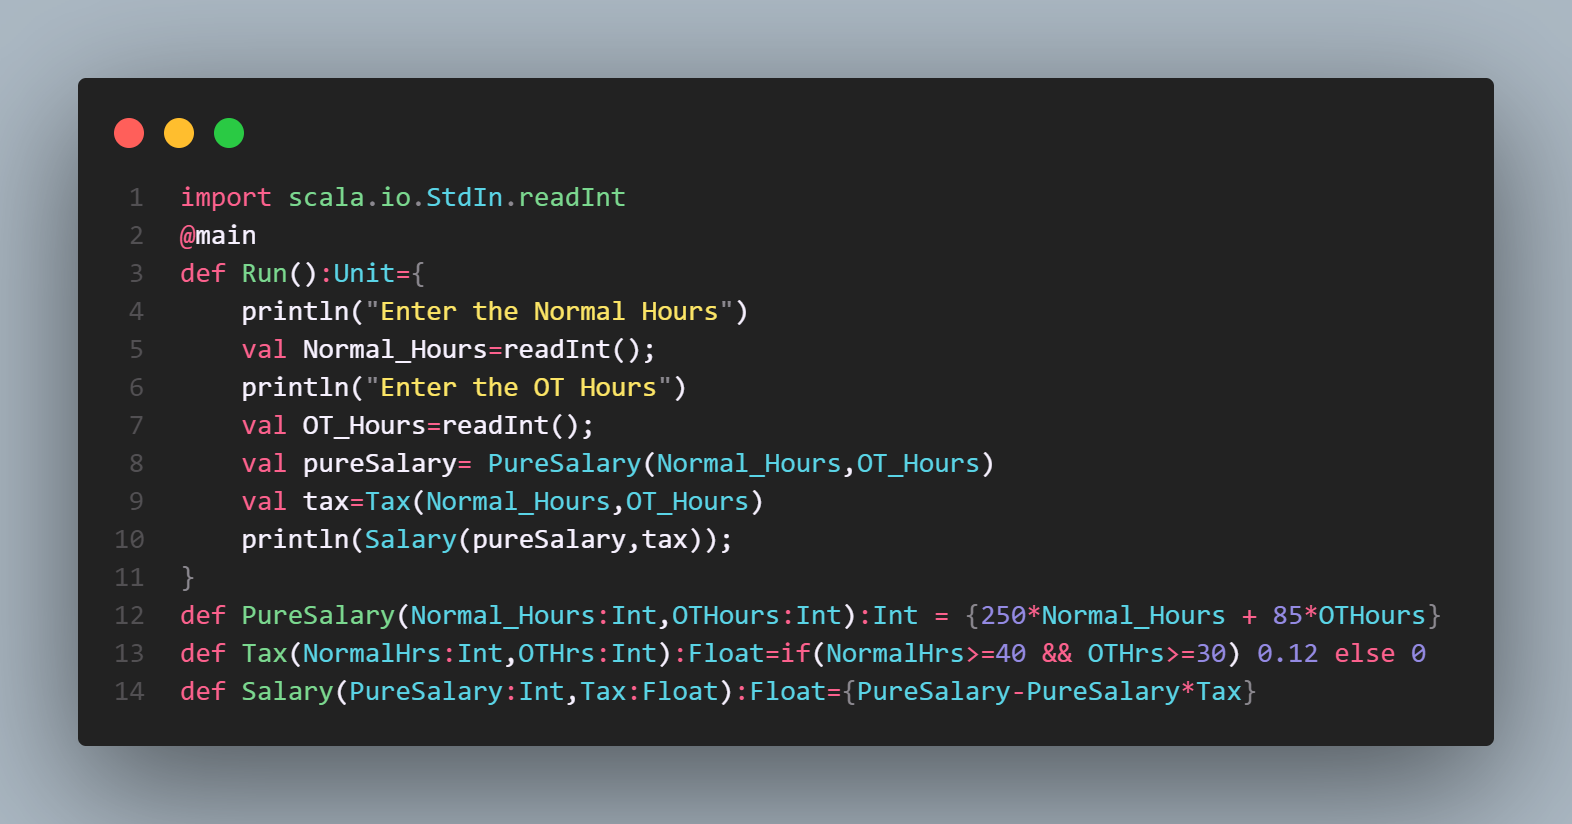 1 import scala.io.StdIn.readInt
2 @main
3 def Run():Unit={
4     println("Enter the Normal Hours")
5     val Normal_Hours=readInt();
6     println("Enter the OT Hours")
7     val OT_Hours=readInt();
8     val pureSalary= PureSalary(Normal_Hours,OT_Hours)
9     val tax=Tax(Normal_Hours,OT_Hours)
10     println(Salary(pureSalary,tax));
11 }
12 def PureSalary(Normal_Hours:Int,OTHours:Int):Int = {250*Normal_Hours + 85*OTHours}
13 def Tax(NormalHrs:Int,OTHrs:Int):Float=if(NormalHrs>=40 && OTHrs>=30) 0.12 else 0
14 def Salary(PureSalary:Int,Tax:Float):Float={PureSalary-PureSalary*Tax}